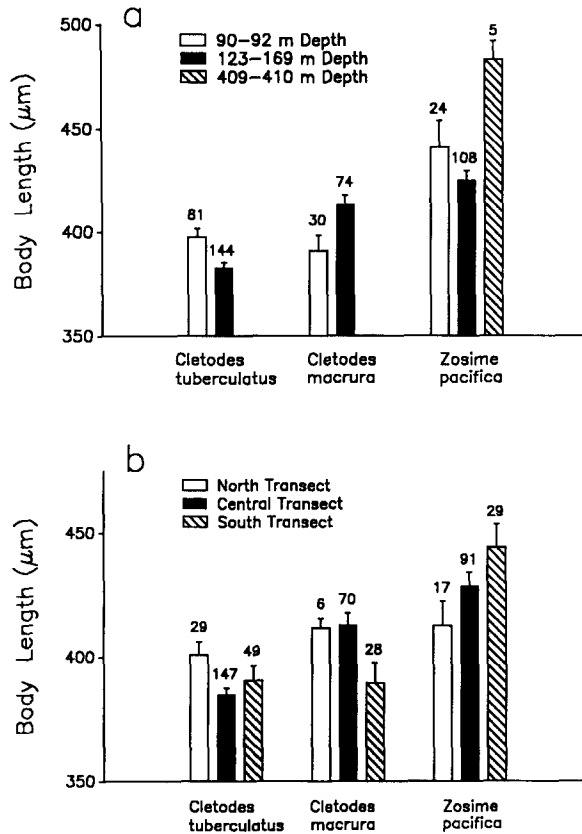 a
500
450
400
350
Body Length (μm)
90–92 m Depth
123–169 m Depth
409–410 m Depth
81
144
30
74
24
108
5
Cletodes tuberculatus
Cletodes macrura
Zosime pacifica
b
450
400
350
Body Length (μm)
North Transect
Central Transect
South Transect
29
147
49
6
70
28
17
91
29
Cletodes tuberculatus
Cletodes macrura
Zosime pacifica